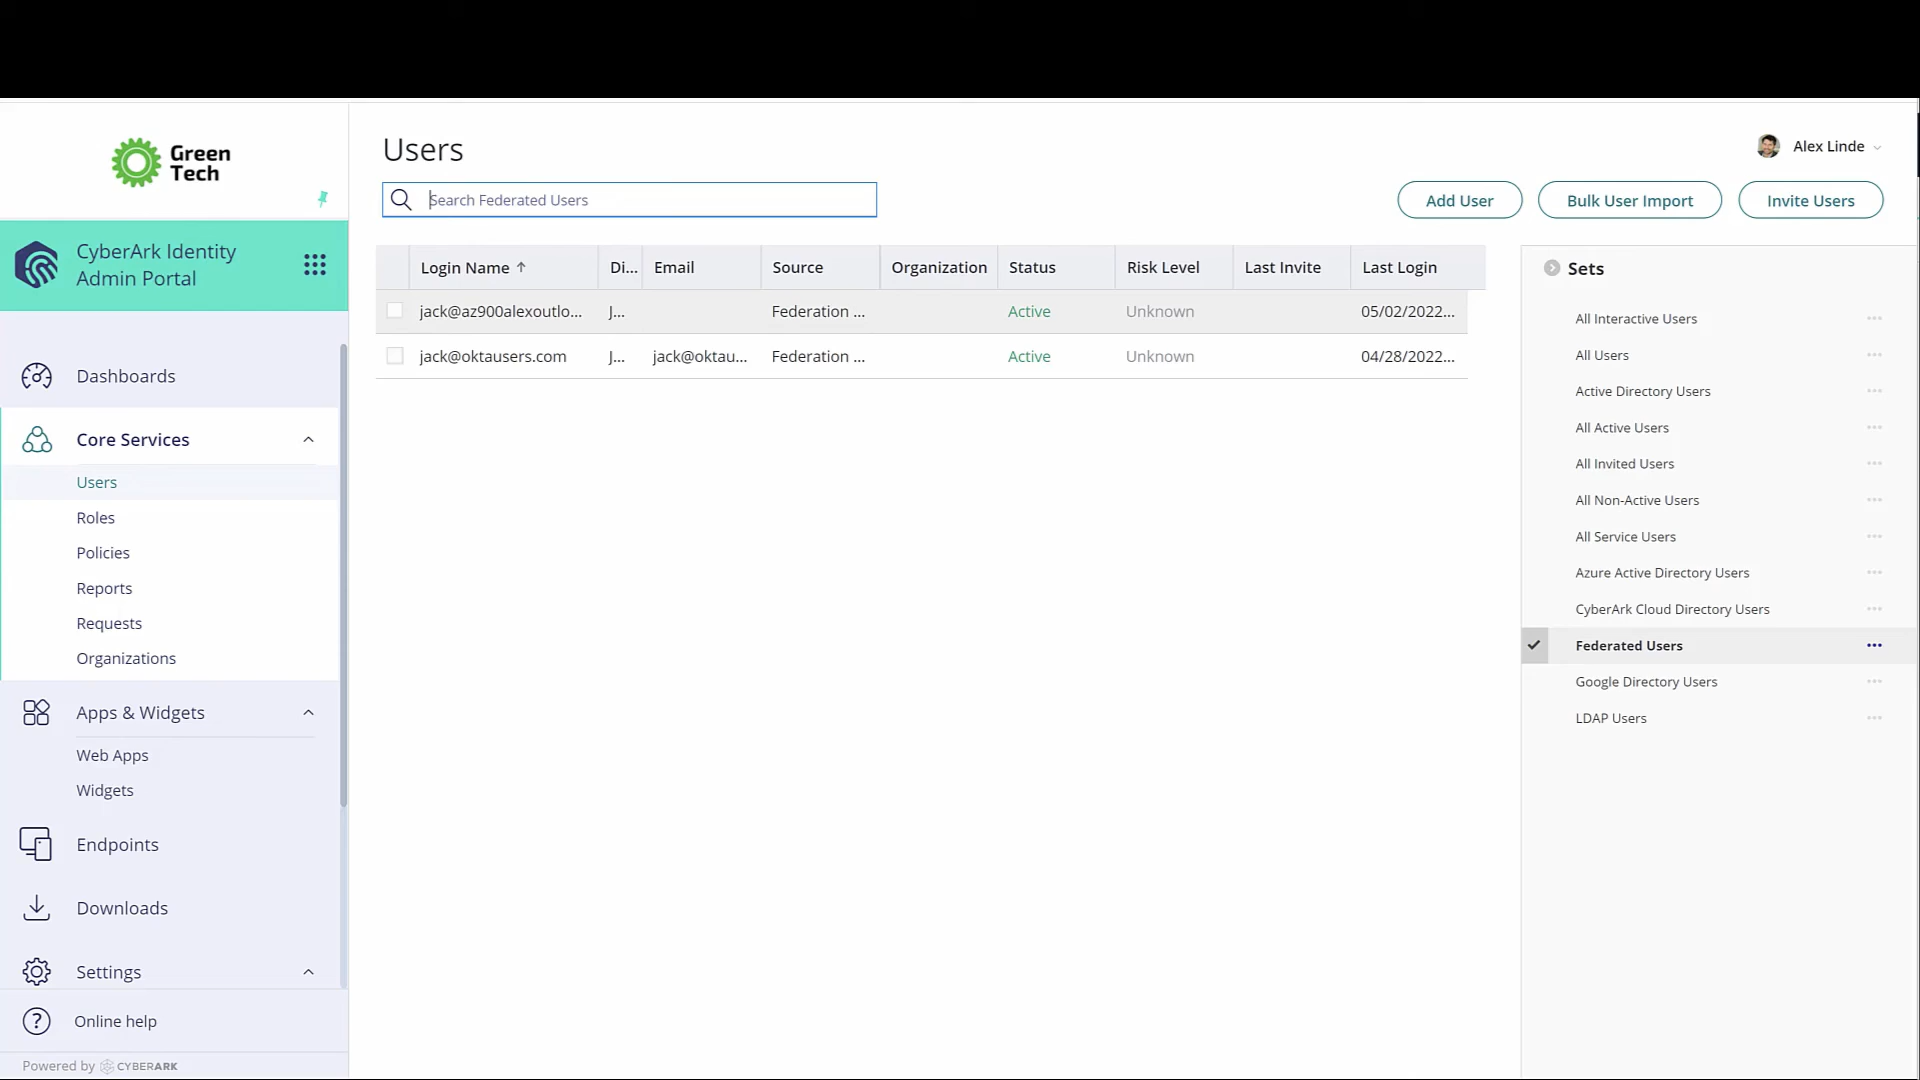 Green
Tech
CyberArk Identity
Admin Portal
Dashboards
Core Services
Users
Roles
Policies
Reports
Requests
Organizations
Apps & Widgets
Web Apps
Widgets
Endpoints
Downloads
Settings
Online help
Powered by CYBERARK
Users
Alex Linde
Search Federated Users
Add User
Bulk User Import
Invite Users
Login Name Di... Email Source Organization Status Risk Level Last Invite Last Login
jack@az900alexoutlo... J... Federation ... Active Unknown 05/02/2022...
jack@oktausers.com J... jack@oktau... Federation ... Active Unknown 04/28/2022...
Sets
All Interactive Users
All Users
Active Directory Users
All Active Users
All Invited Users
All Non-Active Users
All Service Users
Azure Active Directory Users
CyberArk Cloud Directory Users
Federated Users
Google Directory Users
LDAP Users